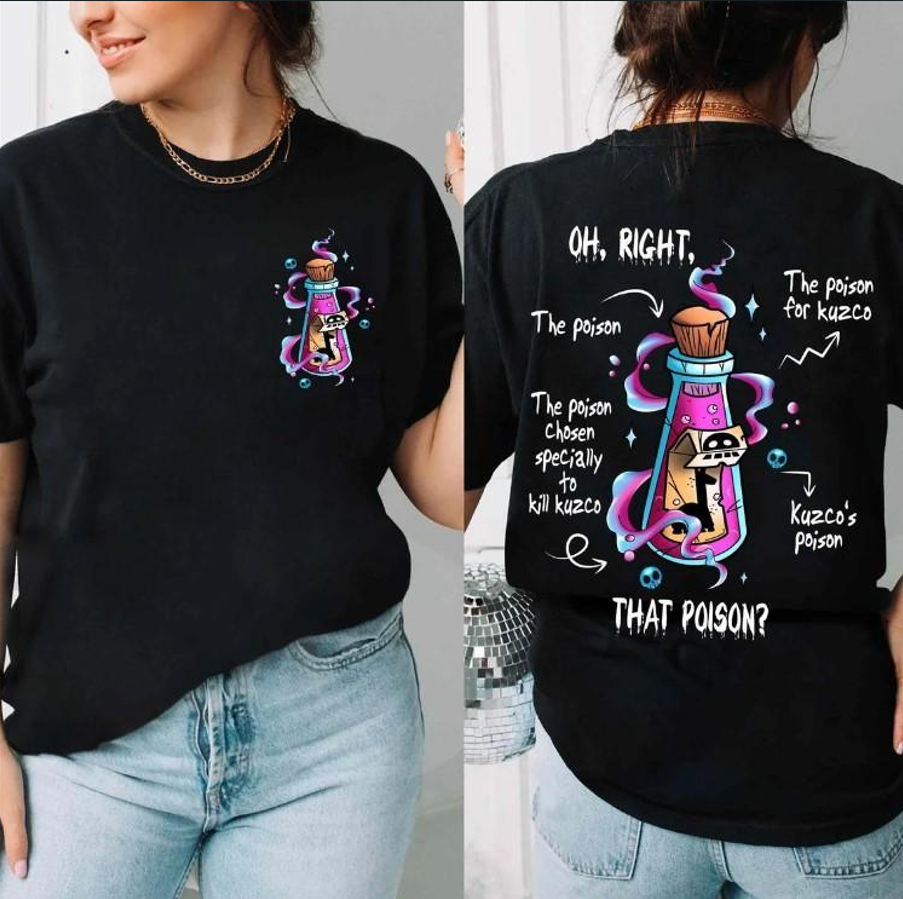 OH, RIGHT,
The poison
for kuzco
The poison
The poison
chosen
specially
to
kill kuzco
Kuzco's
poison
THAT POISON?